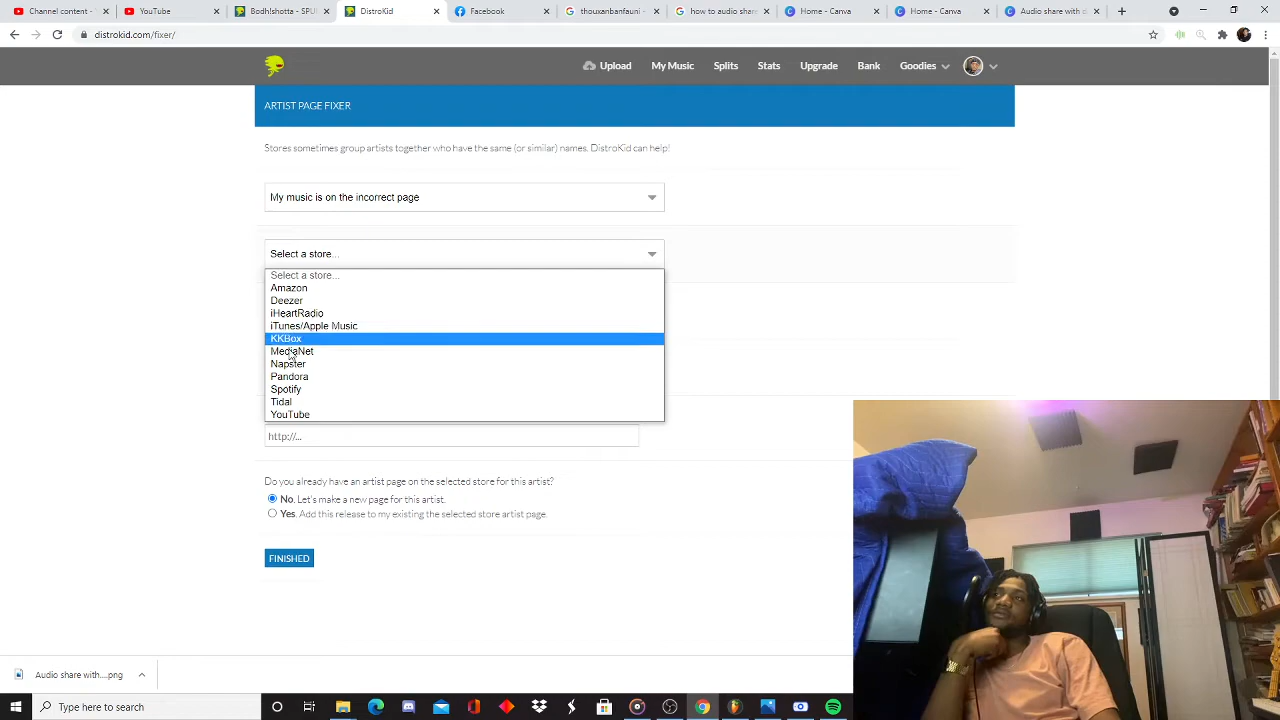 Channel content -
YouTube
Bodh!shotta - SPU
DistroKid
Facebook
thouxanbanfauni -
how to audio shar
Home - Canva
Home - Canva
Audio share with s
distrokid.com/fixer/
Upload
My Music
Splits
Stats
Upgrade
Bank
Goodies
ARTIST PAGE FIXER
Stores sometimes group artists together who have the same (or similar) names. DistroKid can help!
My music is on the incorrect page
Select a store...
Select a store...
Amazon
Deezer
iHeartRadio
iTunes/Apple Music
KKBox
MediaNet
Napster
Pandora
Spotify
Tidal
YouTube
http://...
Do you already have an artist page on the selected store for this artist?
No. Let's make a new page for this artist.
Yes. Add this release to my existing the selected store artist page.
FINISHED
Audio share with....png
Type here to search